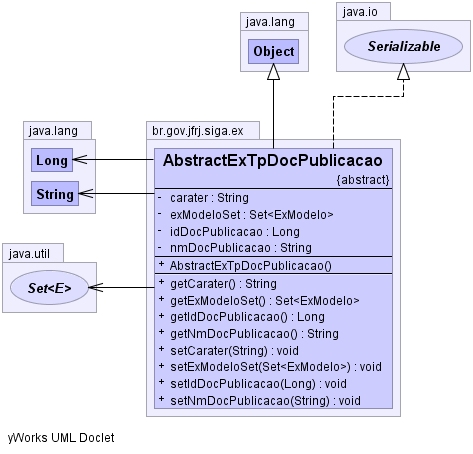 java.lang
Object
java.io
Serializable
java.lang
Long
String
java.util
Set<E>
br.gov.jfrj.siga.ex
AbstractExTpDocPublicacao
{abstract}
- carater : String
- exModeloSet : Set<ExModelo>
- idDocPublicacao : Long
- nmDocPublicacao : String
+ AbstractExTpDocPublicacao()
+ getCarater() : String
+ getExModeloSet() : Set<ExModelo>
+ getIdDocPublicacao() : Long
+ getNmDocPublicacao() : String
+ setCarater(String) : void
+ setExModeloSet(Set<ExModelo>) : void
+ setIdDocPublicacao(Long) : void
+ setNmDocPublicacao(String) : void
yWorks UML Doclet